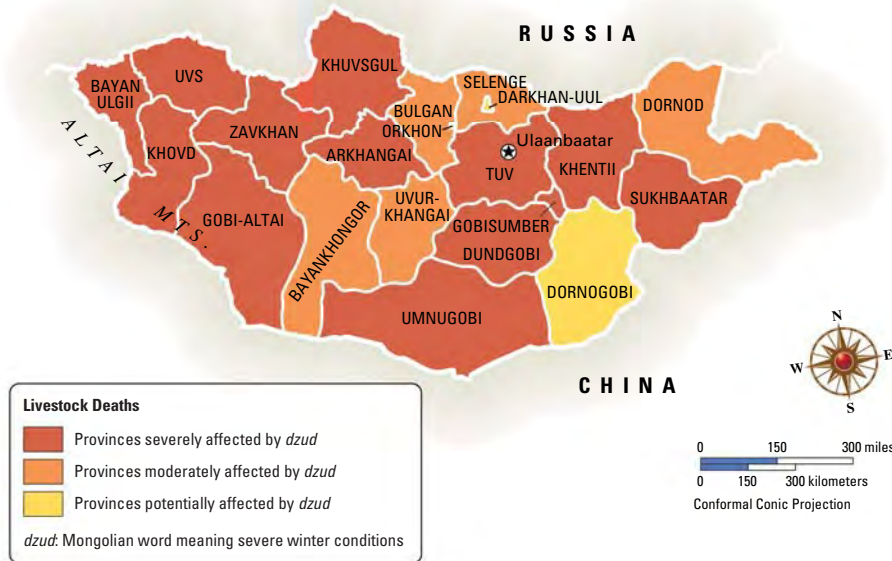 RUSSIA
KHUVSGUL
UVS
BAYAN
ULGII
SELENGE
DARKHAN-UUL
DORNOD
BULGAN
ORKHON
ZAVKHAN
ALTAI
MTS.
KHOVD
ARKHANGAI
Ulaanbaatar
TUV
KHENTII
GOBI-ALTAI
BAYANKHONGOR
UVUR-
KHANGAI
SUKHBAATAR
GOBISUMBER
DUNDGOBI
DORNOGOBI
UMNUGOBI
CHINA
N
W
E
S
Livestock Deaths
Provinces severely affected by dzud
Provinces moderately affected by dzud
Provinces potentially affected by dzud
dzud: Mongolian word meaning severe winter conditions
0 150 300 miles
0 150 300 kilometers
Conformal Conic Projection